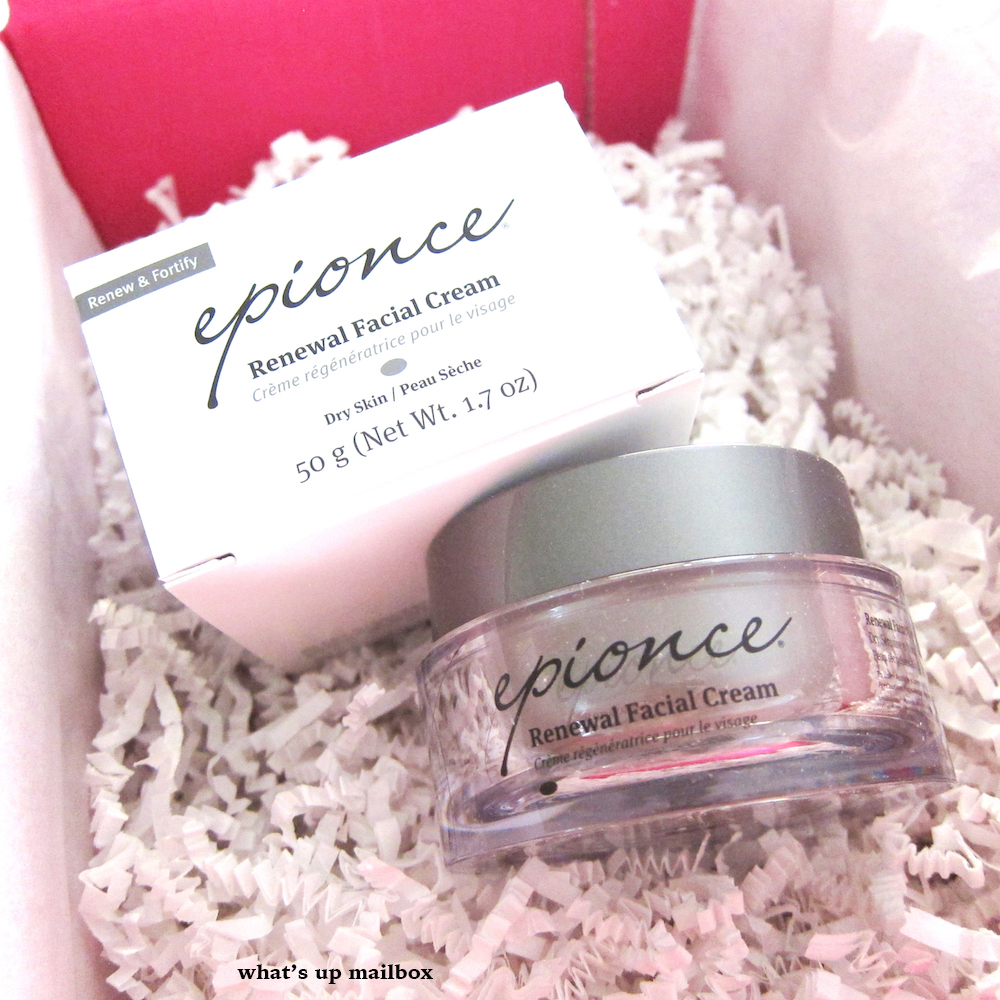 Renew & Fortify
epionce®
Renewal Facial Cream
Crème régénératrice pour le visage
Dry Skin / Peau Sèche
50 g (Net Wt. 1.7 oz)
epionce®
Renewal Facial Cream
Crème régénératrice pour le visage
Renewal
what's up mailbox